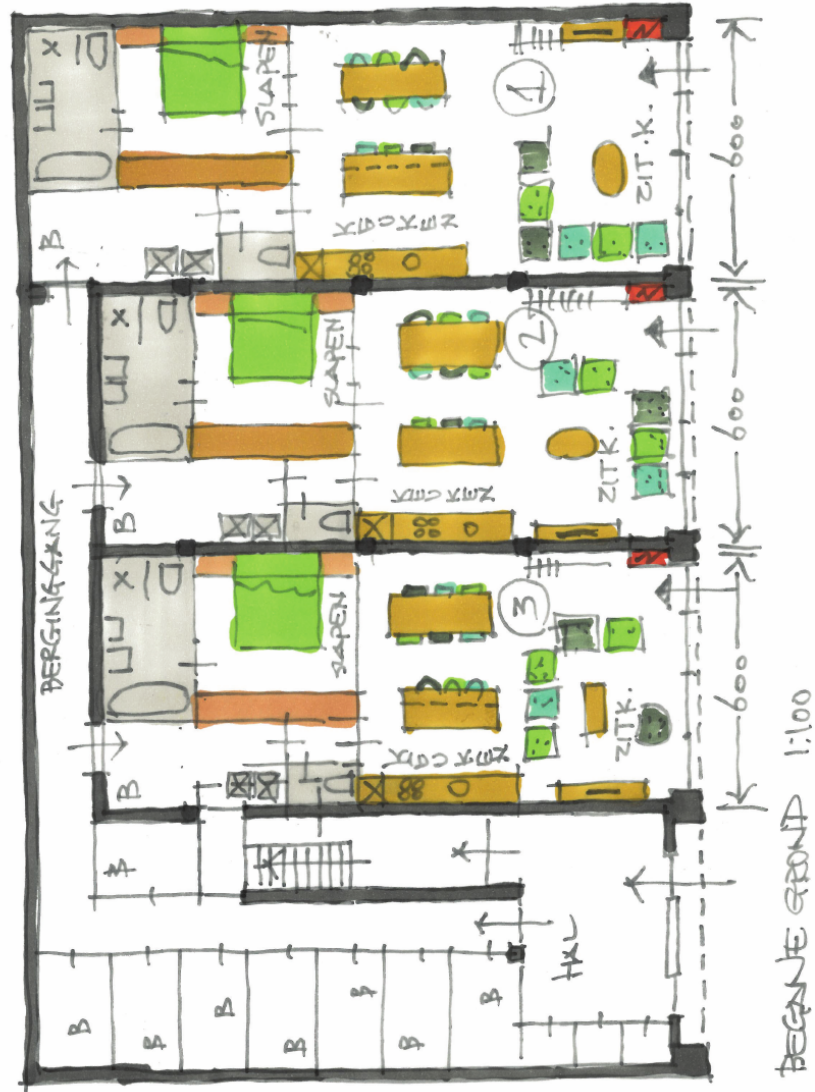 SLAPEN
1
ZIT.K.
600
KEUKEN
B
SLAPEN
2
ZIT K.
600
KEUKEN
BERGINGGANG
B
SLAPEN
3
ZIT K.
600
KEUKEN
B
B
B
B
B
B
B
B
B
HAL
BEGANE GROND 1:100